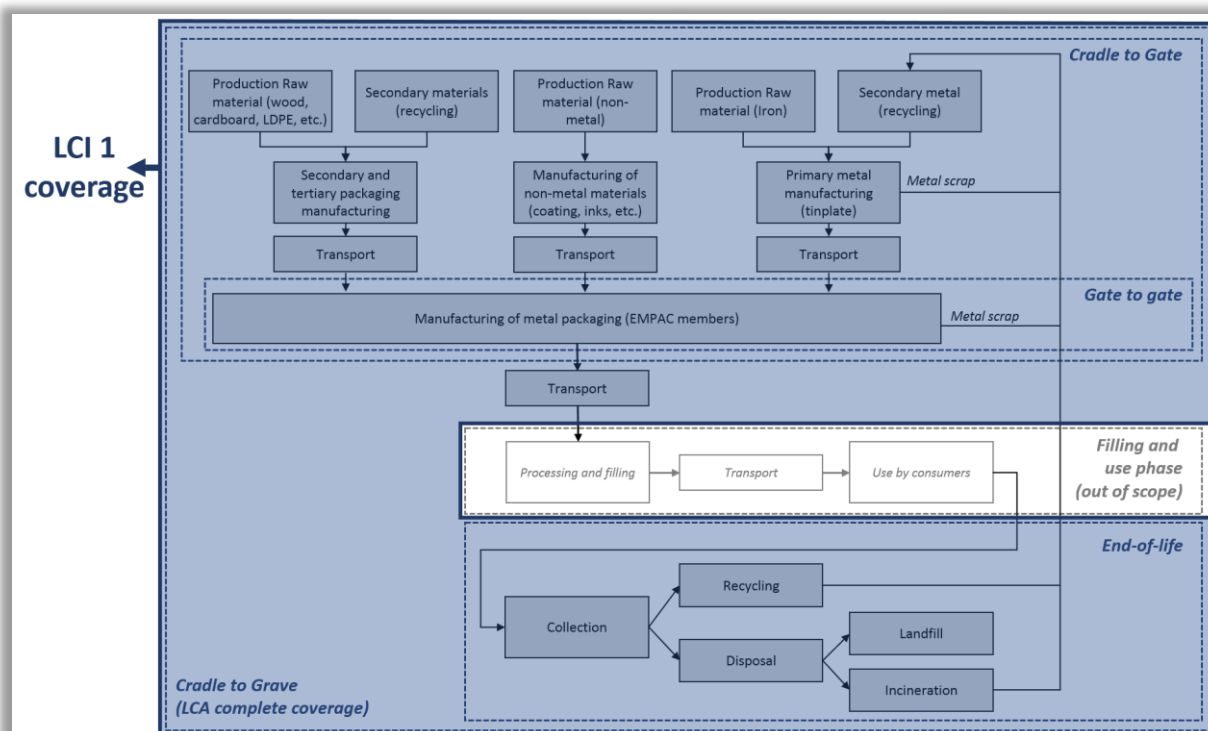 LCI 1
coverage
Cradle to Gate
Production Raw
material (wood,
cardboard, LDPE, etc.)
Secondary materials
(recycling)
Production Raw
material (non-
metal)
Production Raw
material (Iron)
Secondary metal
(recycling)
Secondary and
tertiary packaging
manufacturing
Manufacturing of
non-metal materials
(coating, inks, etc.)
Primary metal
manufacturing
(tinplate)
Metal scrap
Transport
Transport
Transport
Gate to gate
Manufacturing of metal packaging (EMPAC members)
Metal scrap
Transport
Filling and
use phase
(out of scope)
Processing and filling
Transport
Use by consumers
End-of-life
Recycling
Collection
Landfill
Disposal
Incineration
Cradle to Grave
(LCA complete coverage)